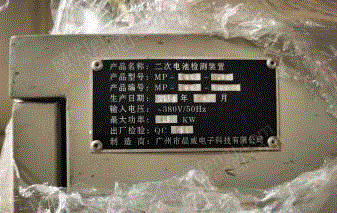 产品名称: 二次电池检测装置
产品型号: MP-
产品编号: MP-
生产日期: 年 月
输入电压: ~380V/50Hz
最大功率: KW
出厂检验: QC
制造商: 广州市晶威电子科技有限公司